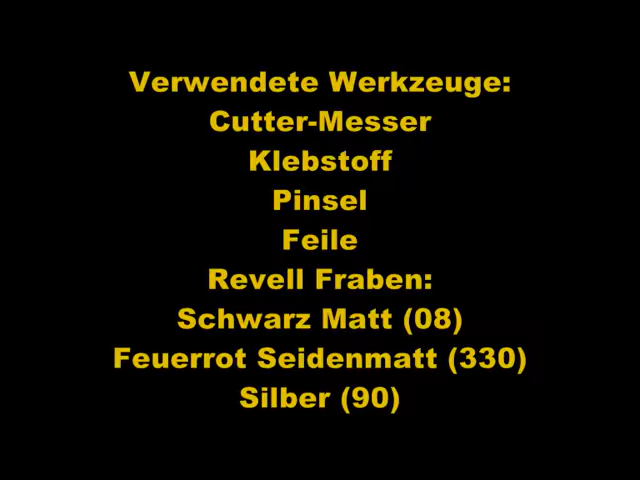 Verwendete Werkzeuge:
Cutter-Messer
Klebstoff
Pinsel
Feile
Revell Fraben:
Schwarz Matt (08)
Feuerrot Seidenmatt (330)
Silber (90)